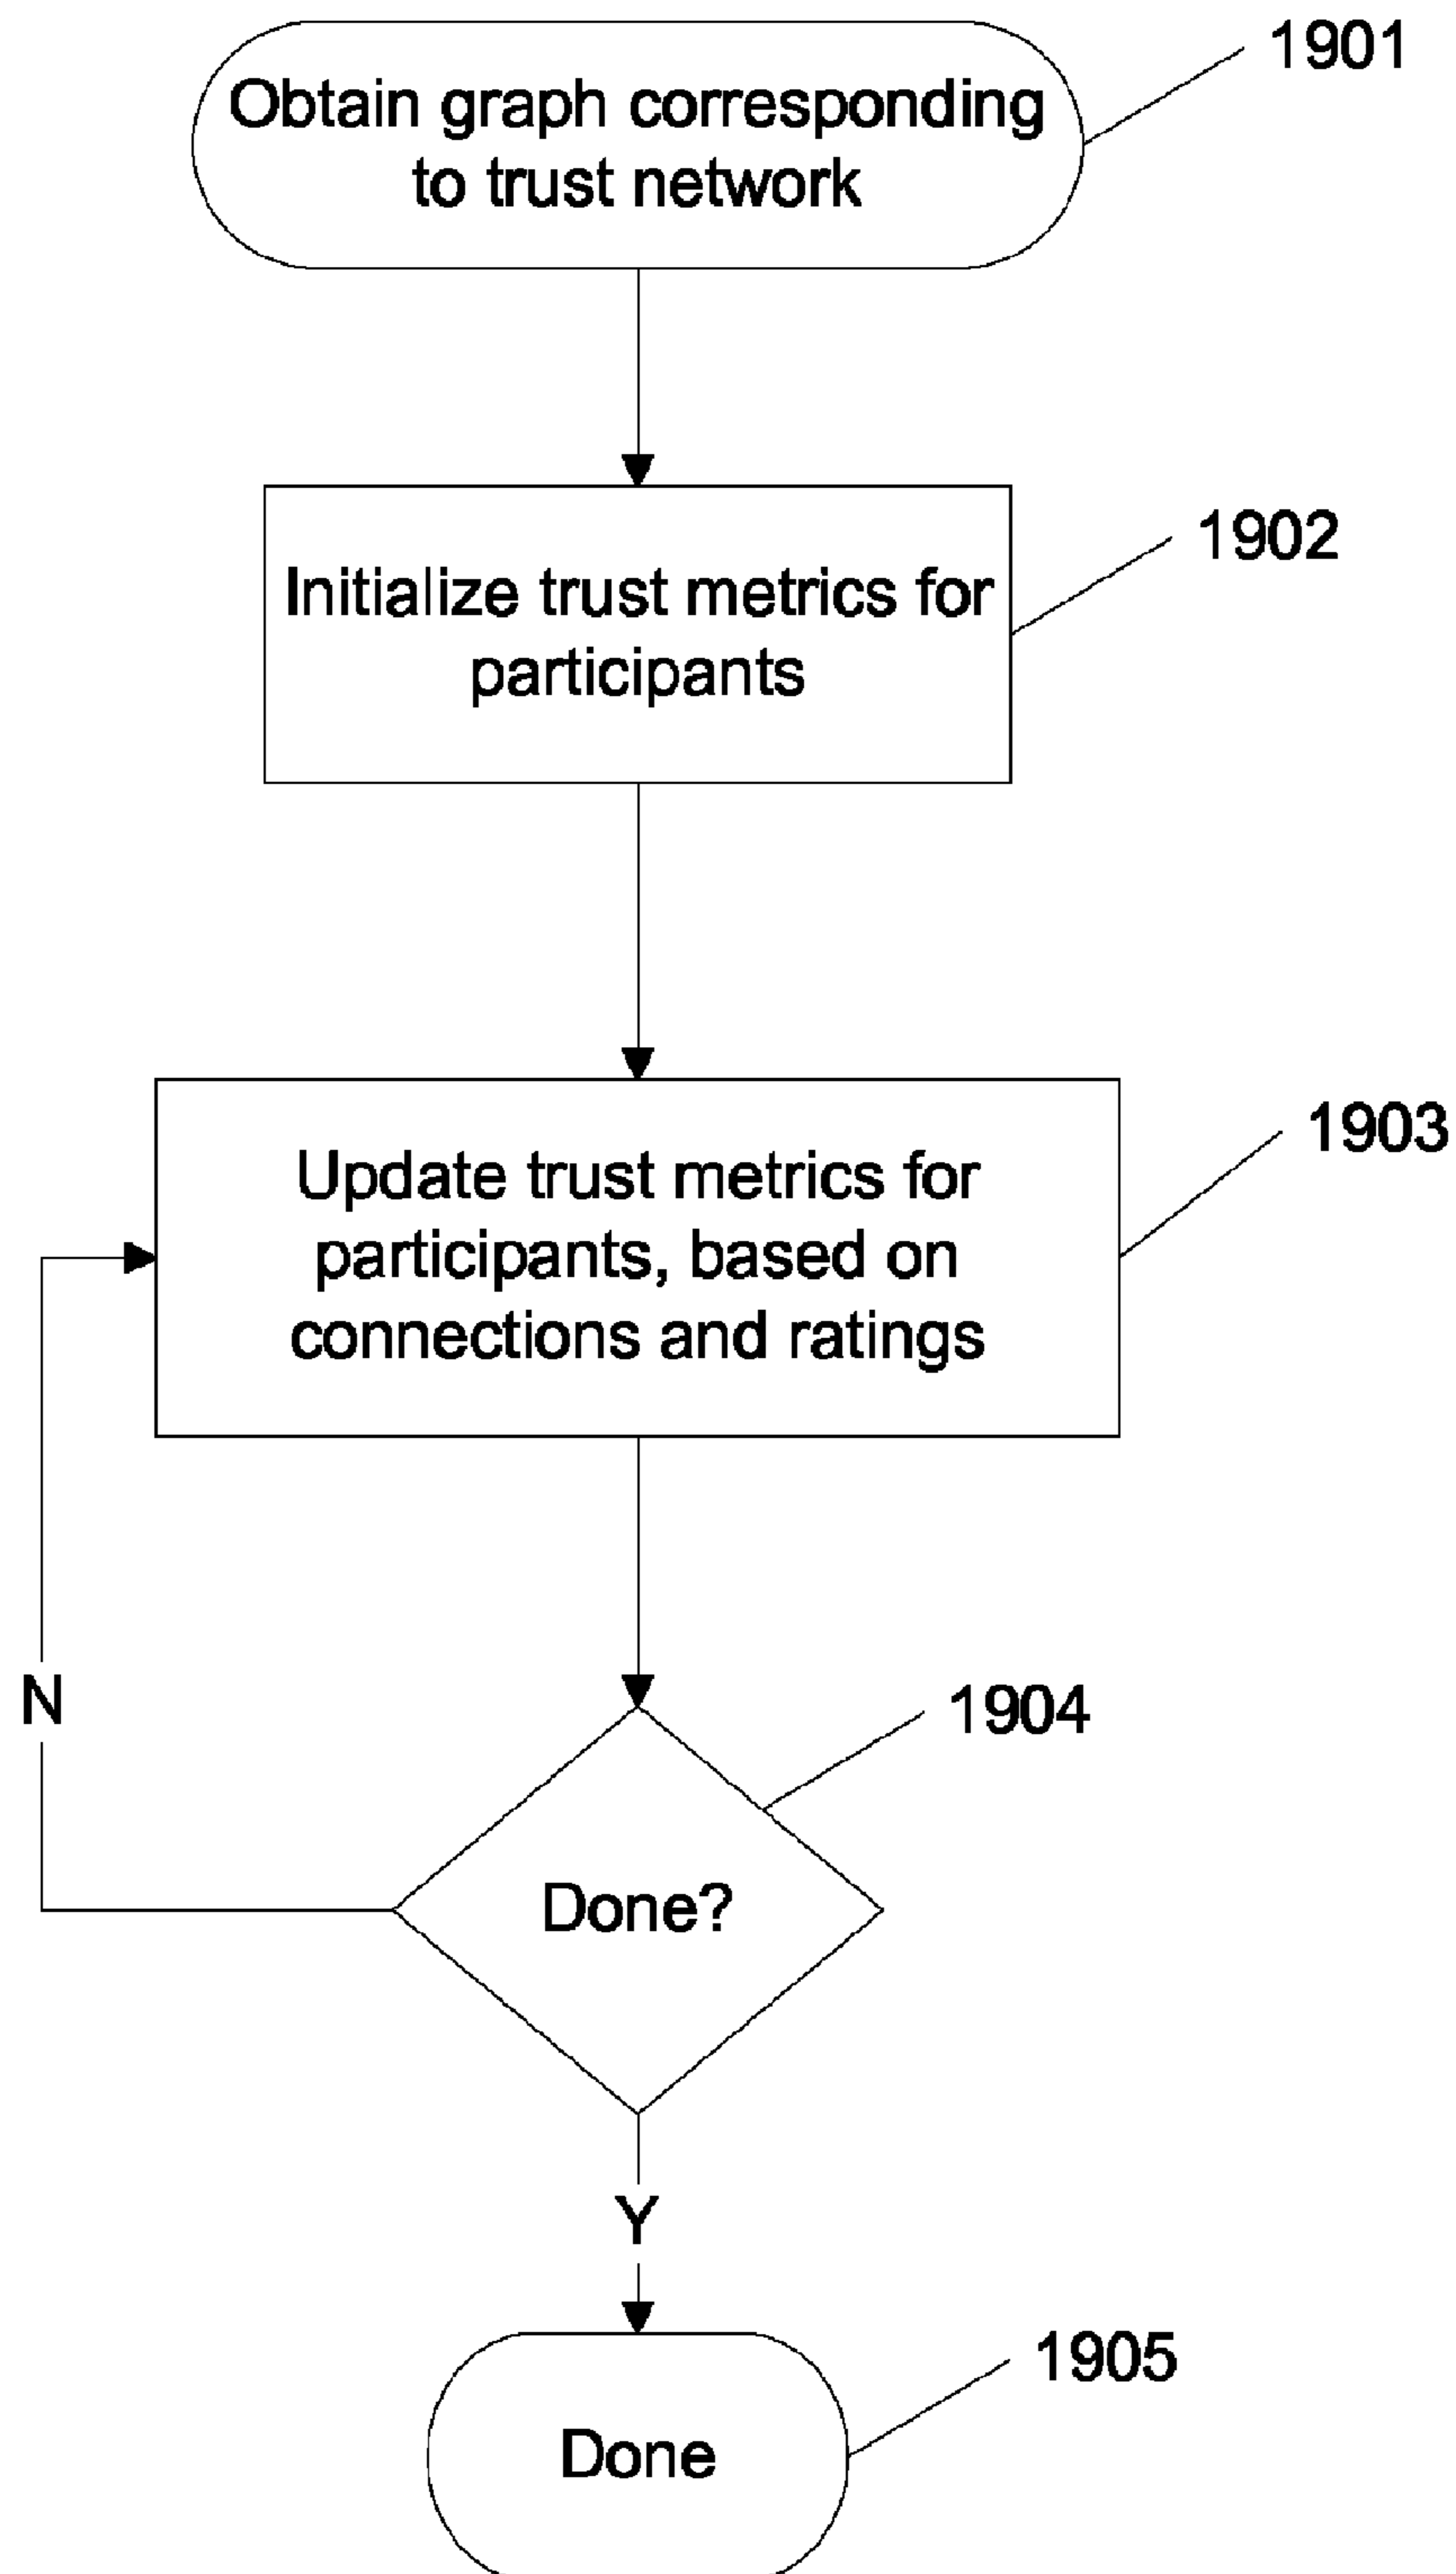 1901
Obtain graph corresponding
to trust network
1902
Initialize trust metrics for
participants
1903
Update trust metrics for
participants, based on
connections and ratings
N
1904
Done?
Y
1905
Done